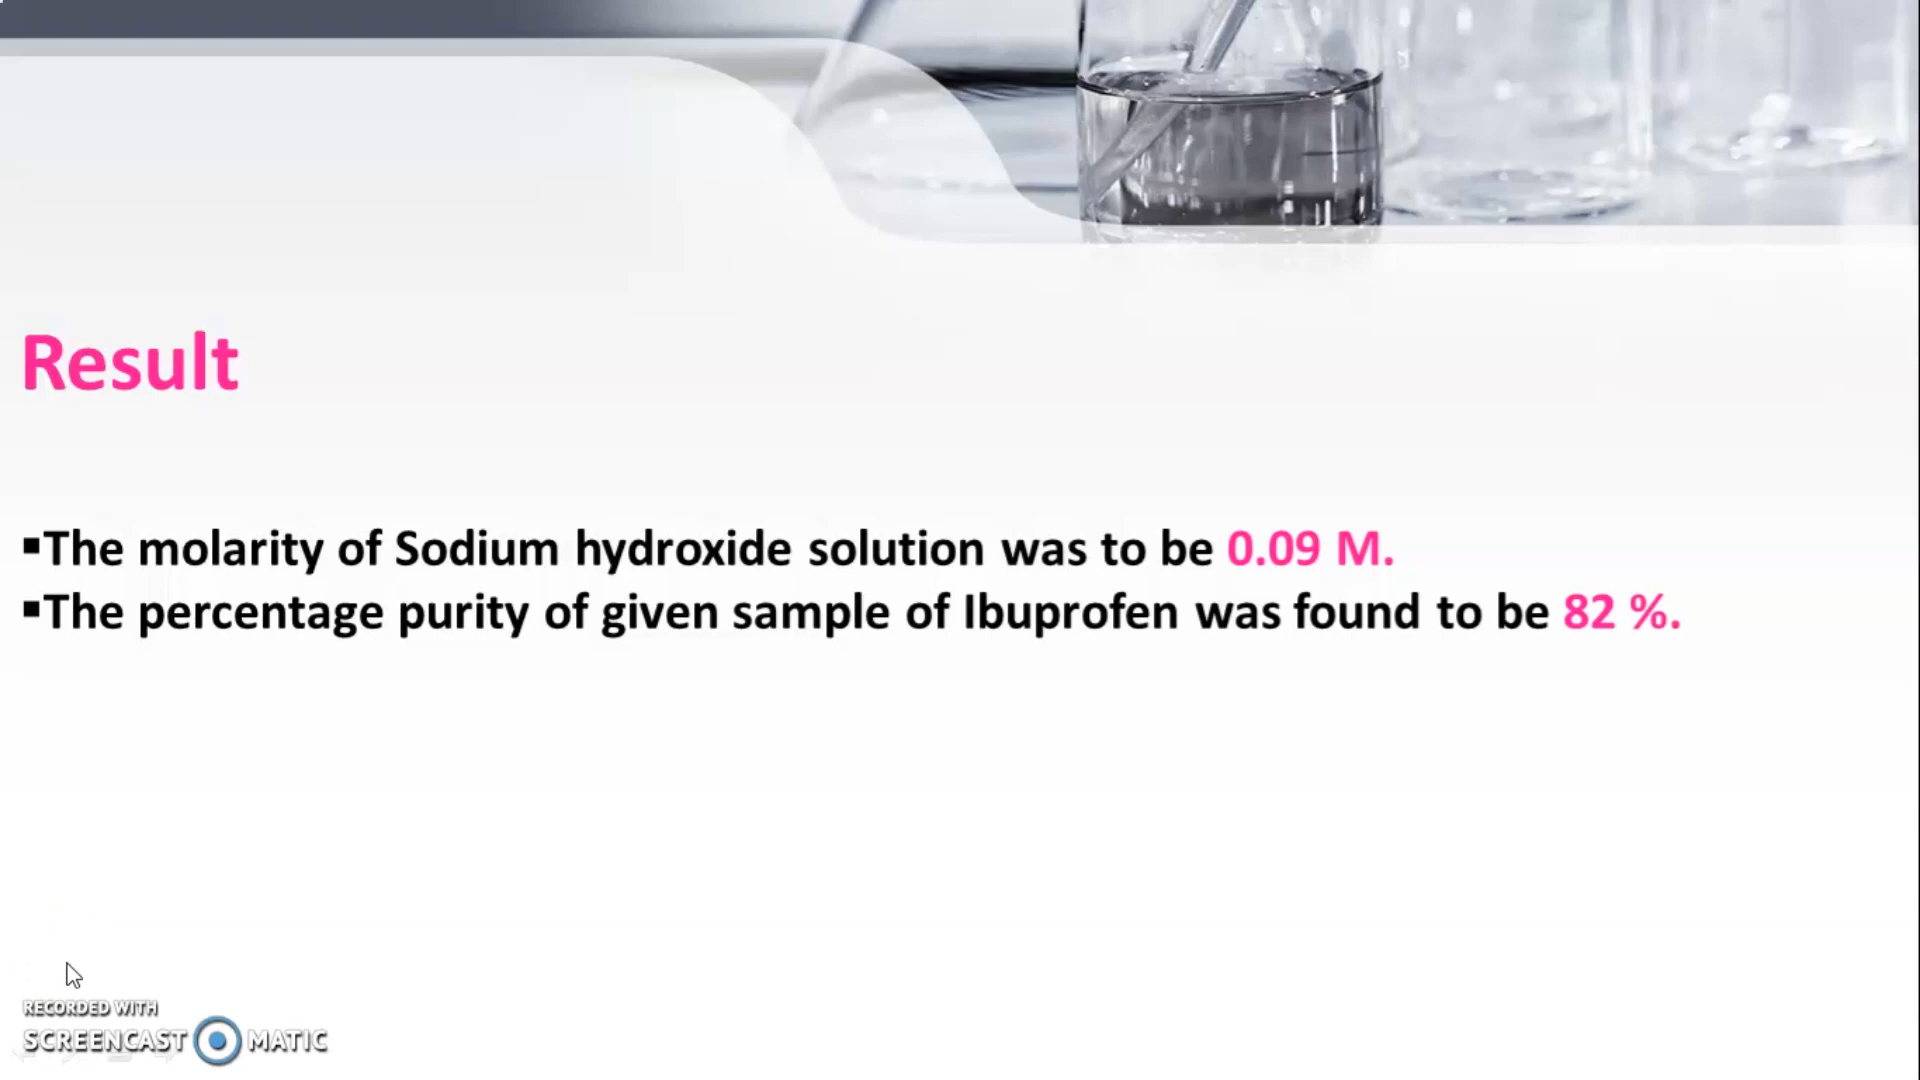 Result
▪The molarity of Sodium hydroxide solution was to be 0.09 M.
▪The percentage purity of given sample of Ibuprofen was found to be 82 %.
RECORDED WITH
SCREENCAST MATIC